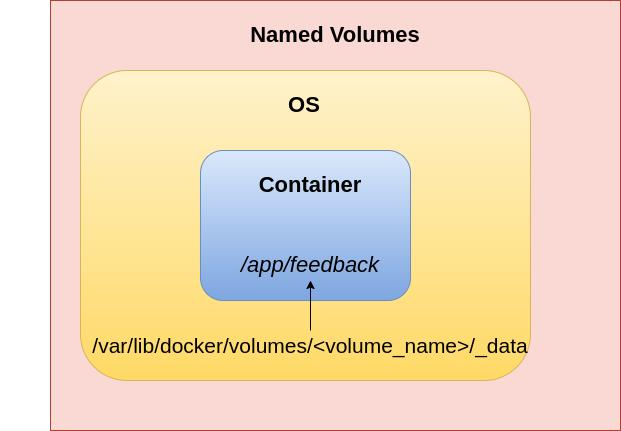 Named Volumes
OS
Container
/app/feedback
/var/lib/docker/volumes/<volume_name>/_data